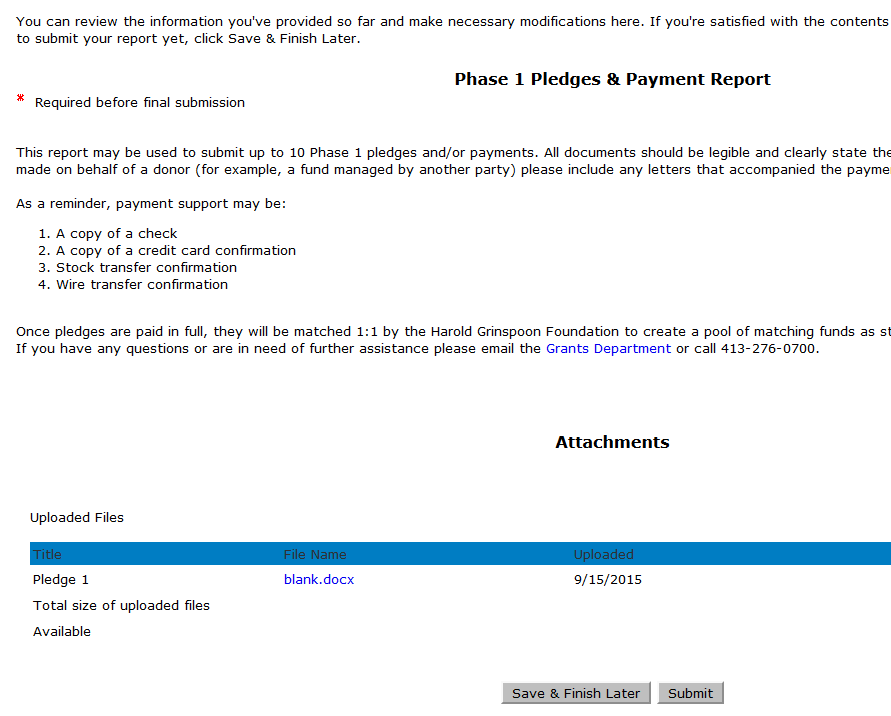 You can review the information you've provided so far and make necessary modifications here. If you're satisfied with the contents
to submit your report yet, click Save & Finish Later.
Phase 1 Pledges & Payment Report
* Required before final submission
This report may be used to submit up to 10 Phase 1 pledges and/or payments. All documents should be legible and clearly state the
made on behalf of a donor (for example, a fund managed by another party) please include any letters that accompanied the
As a reminder, payment support may be:
1. A copy of a check
2. A copy of a credit card confirmation
3. Stock transfer confirmation
4. Wire transfer confirmation
Once pledges are paid in full, they will be matched 1:1 by the Harold Grinspoon Foundation to create a pool of matching funds as
If you have any questions or are in need of further assistance please email the Grants Department or call 413-276-0700.
Attachments
Uploaded Files
Title File Name Uploaded
Pledge 1 blank.docx 9/15/2015
Total size of uploaded files
Available
Save & Finish Later Submit